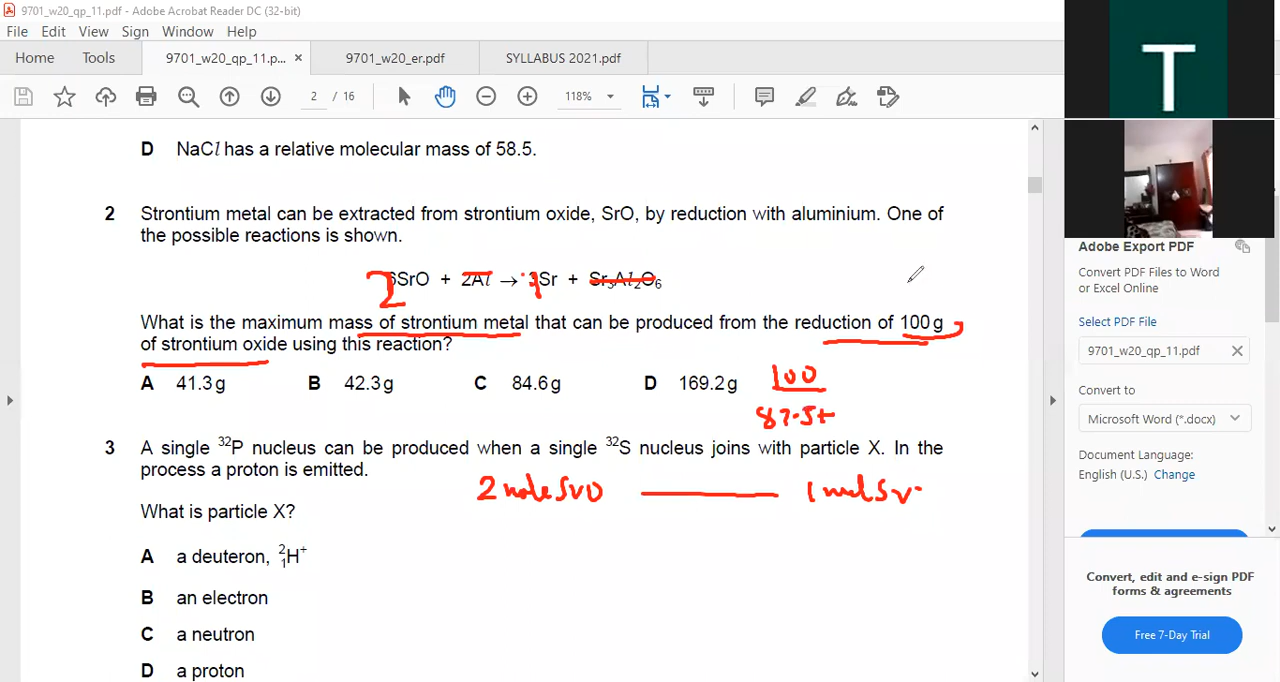 9701_w20_qp_11.pdf - Adobe Acrobat Reader DC (32-bit)
File Edit View Sign Window Help
Home Tools 9701_w20_qp_11.p... × 9701_w20_er.pdf SYLLABUS 2021.pdf
2 / 16 118%
D NaCl has a relative molecular mass of 58.5.
2 Strontium metal can be extracted from strontium oxide, SrO, by reduction with aluminium. One of
the possible reactions is shown.
6SrO + 2Al → 3Sr + Sr₃Al₂O₆
2 1
What is the maximum mass of strontium metal that can be produced from the reduction of 100 g
of strontium oxide using this reaction?
A 41.3 g B 42.3 g C 84.6 g D 169.2 g
100
87.5+
3 A single ³²P nucleus can be produced when a single ³²S nucleus joins with particle X. In the
process a proton is emitted.
2 mole SrO 1 mol Sr
What is particle X?
A a deuteron, ²₁H⁺
B an electron
C a neutron
D a proton
T
Adobe Export PDF
Convert PDF Files to Word
or Excel Online
Select PDF File
9701_w20_qp_11.pdf ×
Convert to
Microsoft Word (*.docx)
Document Language:
English (U.S.) Change
Convert, edit and e-sign PDF
forms & agreements
Free 7-Day Trial